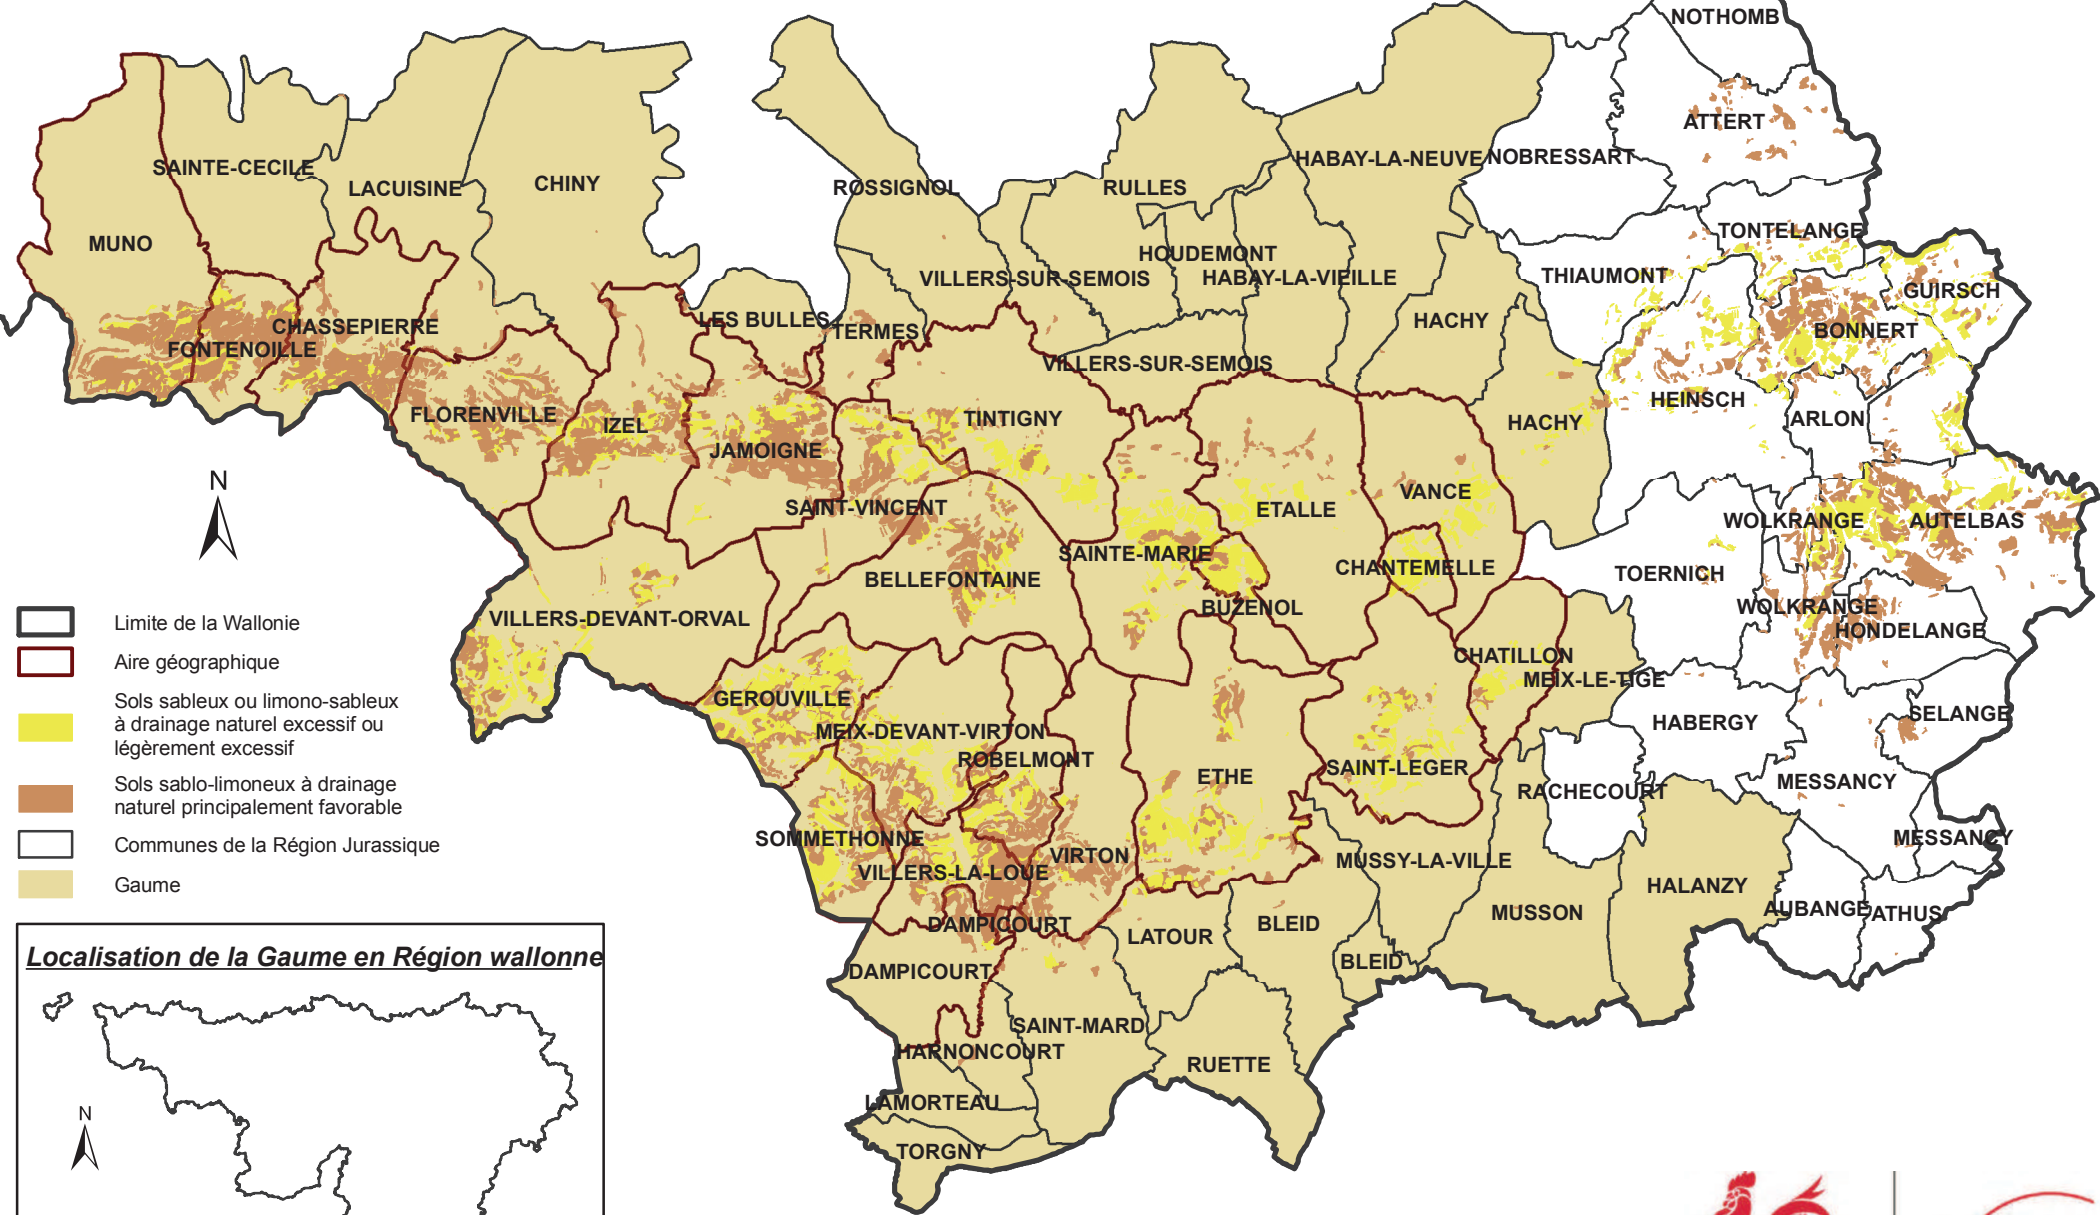 NOTHOMB
ATTERT
SAINTE-CECILE
LACUISINE
CHINY
ROSSIGNOL
RULLES
HABAY-LA-NEUVE
NOBRESSART
MUNO
TONTELANGE
HOUDEMONT
VILLERS-SUR-SEMOIS
HABAY-LA-VIEILLE
THIAUMONT
GUIRSCH
CHASSEPIERRE
LES BULLES
TERMES
HACHY
BONNERT
FONTENOILLE
VILLERS-SUR-SEMOIS
HEINSCH
FLORENVILLE
IZEL
TINTIGNY
HACHY
ARLON
JAMOIGNE
N
VANCE
SAINT-VINCENT
ETALLE
WOLKRANGE
AUTELBAS
SAINTE-MARIE
CHANTEMELLE
BELLEFONTAINE
TOERNICH
BUZENOL
WOLKRANGE
VILLERS-DEVANT-ORVAL
HONDELANGE
CHATILLON
MEIX-LE-TIGE
GEROUVILLE
HABERGY
SELANGE
MEIX-DEVANT-VIRTON
ROBELMONT
ETHE
SAINT-LEGER
RACHECOURT
MESSANCY
SOMMETHONNE
MESSANCY
VIRTON
MUSSY-LA-VILLE
VILLERS-LA-LOUE
HALANZY
MUSSON
AUBANGE
ATHUS
DAMPICOURT
LATOUR
BLEID
BLEID
DAMPICOURT
SAINT-MARD
HARNONCOURT
RUETTE
LAMORTEAU
TORGNY
Limite de la Wallonie
Aire géographique
Sols sableux ou limono-sableux
à drainage naturel excessif ou
légèrement excessif
Sols sablo-limoneux à drainage
naturel principalement favorable
Communes de la Région Jurassique
Gaume
Localisation de la Gaume en Région wallonne
N